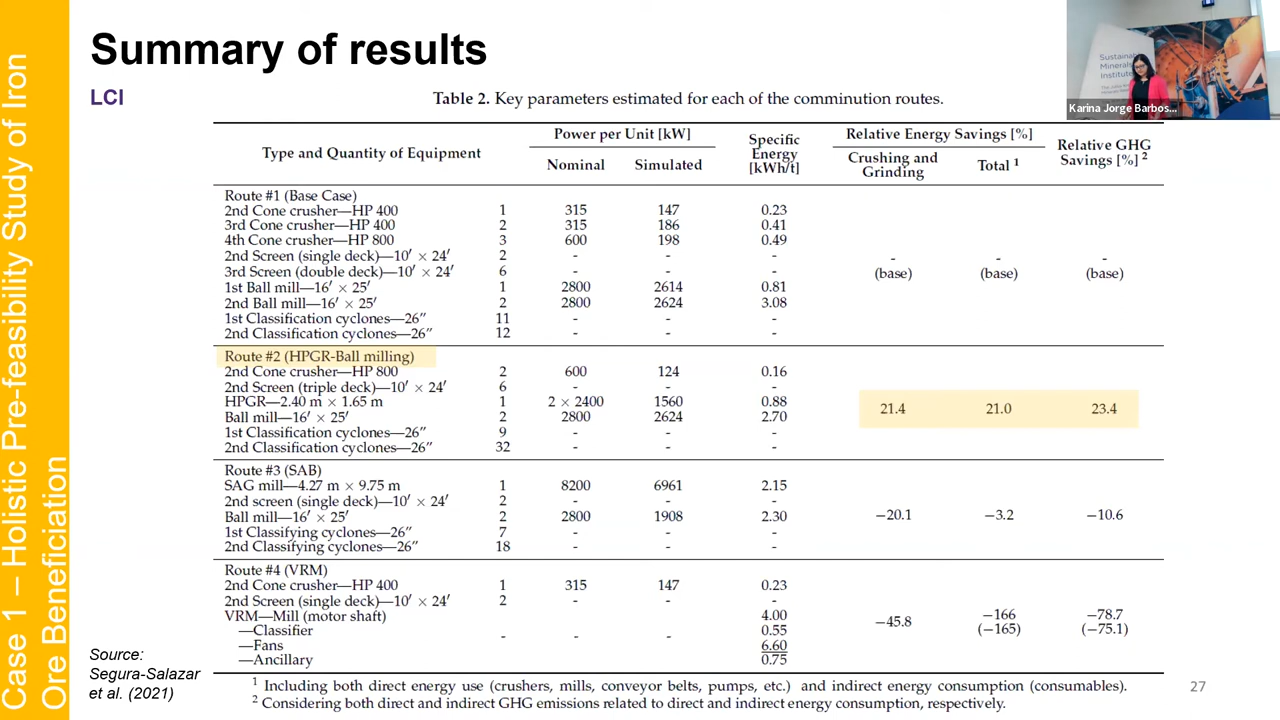 Summary of results
LCI
Case 1 – Holistic Pre-feasibility Study of Iron
Ore Beneficiation
Sustainab
Minerals
Institute
Karina Jorge Barbos...
Table 2. Key parameters estimated for each of the comminution routes.
Type and Quantity of Equipment Power per Unit [kW] Specific Energy [kWh/t] Relative Energy Savings [%] Relative GHG Savings [%] 2
Nominal Simulated Crushing and Grinding Total 1
Route #1 (Base Case)
2nd Cone crusher—HP 400 1 315 147 0.23
3rd Cone crusher—HP 400 2 315 186 0.41
4th Cone crusher—HP 800 3 600 198 0.49
2nd Screen (single deck)—10′ × 24′ 2 - - -
3rd Screen (double deck)—10′ × 24′ 6 - - -
- - -
(base) (base) (base)
1st Ball mill—16′ × 25′ 1 2800 2614 0.81
2nd Ball mill—16′ × 25′ 2 2800 2624 3.08
1st Classification cyclones—26″ 11 - - -
2nd Classification cyclones—26″ 12 - - -
Route #2 (HPGR-Ball milling)
2nd Cone crusher—HP 800 2 600 124 0.16
2nd Screen (triple deck)—10′ × 24′ 6 - - -
HPGR—2.40 m × 1.65 m 1 2 × 2400 1560 0.88
21.4 21.0 23.4
Ball mill—16′ × 25′ 2 2800 2624 2.70
1st Classification cyclones—26″ 9 - - -
2nd Classification cyclones—26″ 32 - - -
Route #3 (SAB)
SAG mill—4.27 m × 9.75 m 1 8200 6961 2.15
2nd screen (single deck)—10′ × 24′ 2 - - -
Ball mill—16′ × 25′ 2 2800 1908 2.30 −20.1 −3.2 −10.6
1st Classifying cyclones—26″ 7 - - -
2nd Classifying cyclones—26″ 18 - - -
Route #4 (VRM)
2nd Cone crusher—HP 400 1 315 147 0.23
2nd Screen (single deck)—10′ × 24′ 2 - - -
VRM—Mill (motor shaft) 4.00
—Classifier - - - 0.55
−45.8 −166 (−165) −78.7 (−75.1)
—Fans 6.60
—Ancillary 0.75
1 Including both direct energy use (crushers, mills, conveyor belts, pumps, etc.) and indirect energy consumption (consumables).
2 Considering both direct and indirect GHG emissions related to direct and indirect energy consumption, respectively.
Source:
Segura-Salazar
et al. (2021)
27